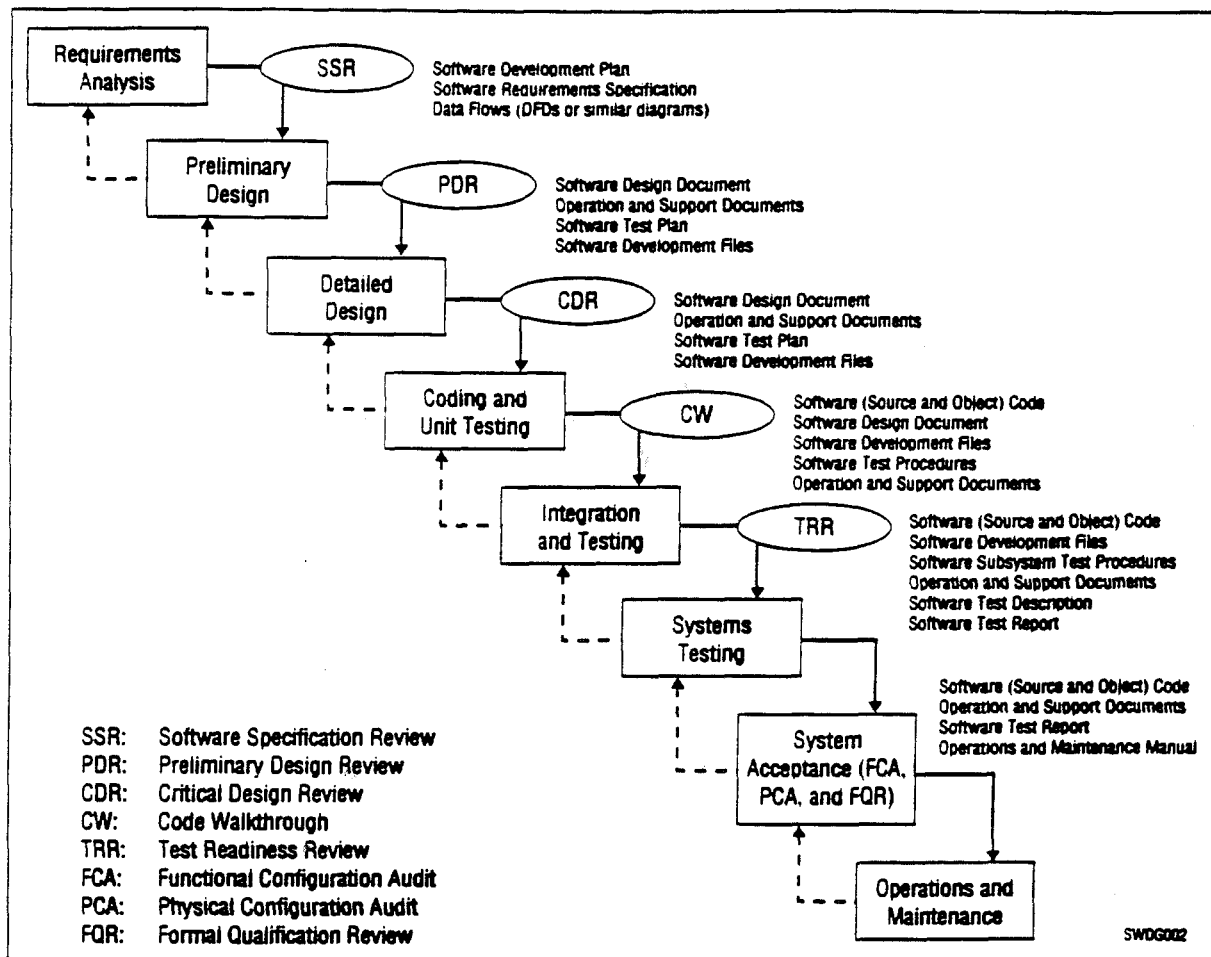 Requirements
Analysis
SSR
Software Development Plan
Software Requirements Specification
Data Flows (DFDs or similar diagrams)
Preliminary
Design
PDR
Software Design Document
Operation and Support Documents
Software Test Plan
Software Development Files
Detailed
Design
CDR
Software Design Document
Operation and Support Documents
Software Test Plan
Software Development Files
Coding and
Unit Testing
CW
Software (Source and Object) Code
Software Design Document
Software Development Files
Software Test Procedures
Operation and Support Documents
Integration
and Testing
TRR
Software (Source and Object) Code
Software Development Files
Software Subsystem Test Procedures
Operation and Support Documents
Software Test Description
Software Test Report
Systems
Testing
Software (Source and Object) Code
Operation and Support Documents
Software Test Report
Operations and Maintenance Manual
System
Acceptance (FCA,
PCA, and FQR)
Operations and
Maintenance
SSR: Software Specification Review
PDR: Preliminary Design Review
CDR: Critical Design Review
CW: Code Walkthrough
TRR: Test Readiness Review
FCA: Functional Configuration Audit
PCA: Physical Configuration Audit
FQR: Formal Qualification Review
SWDG002